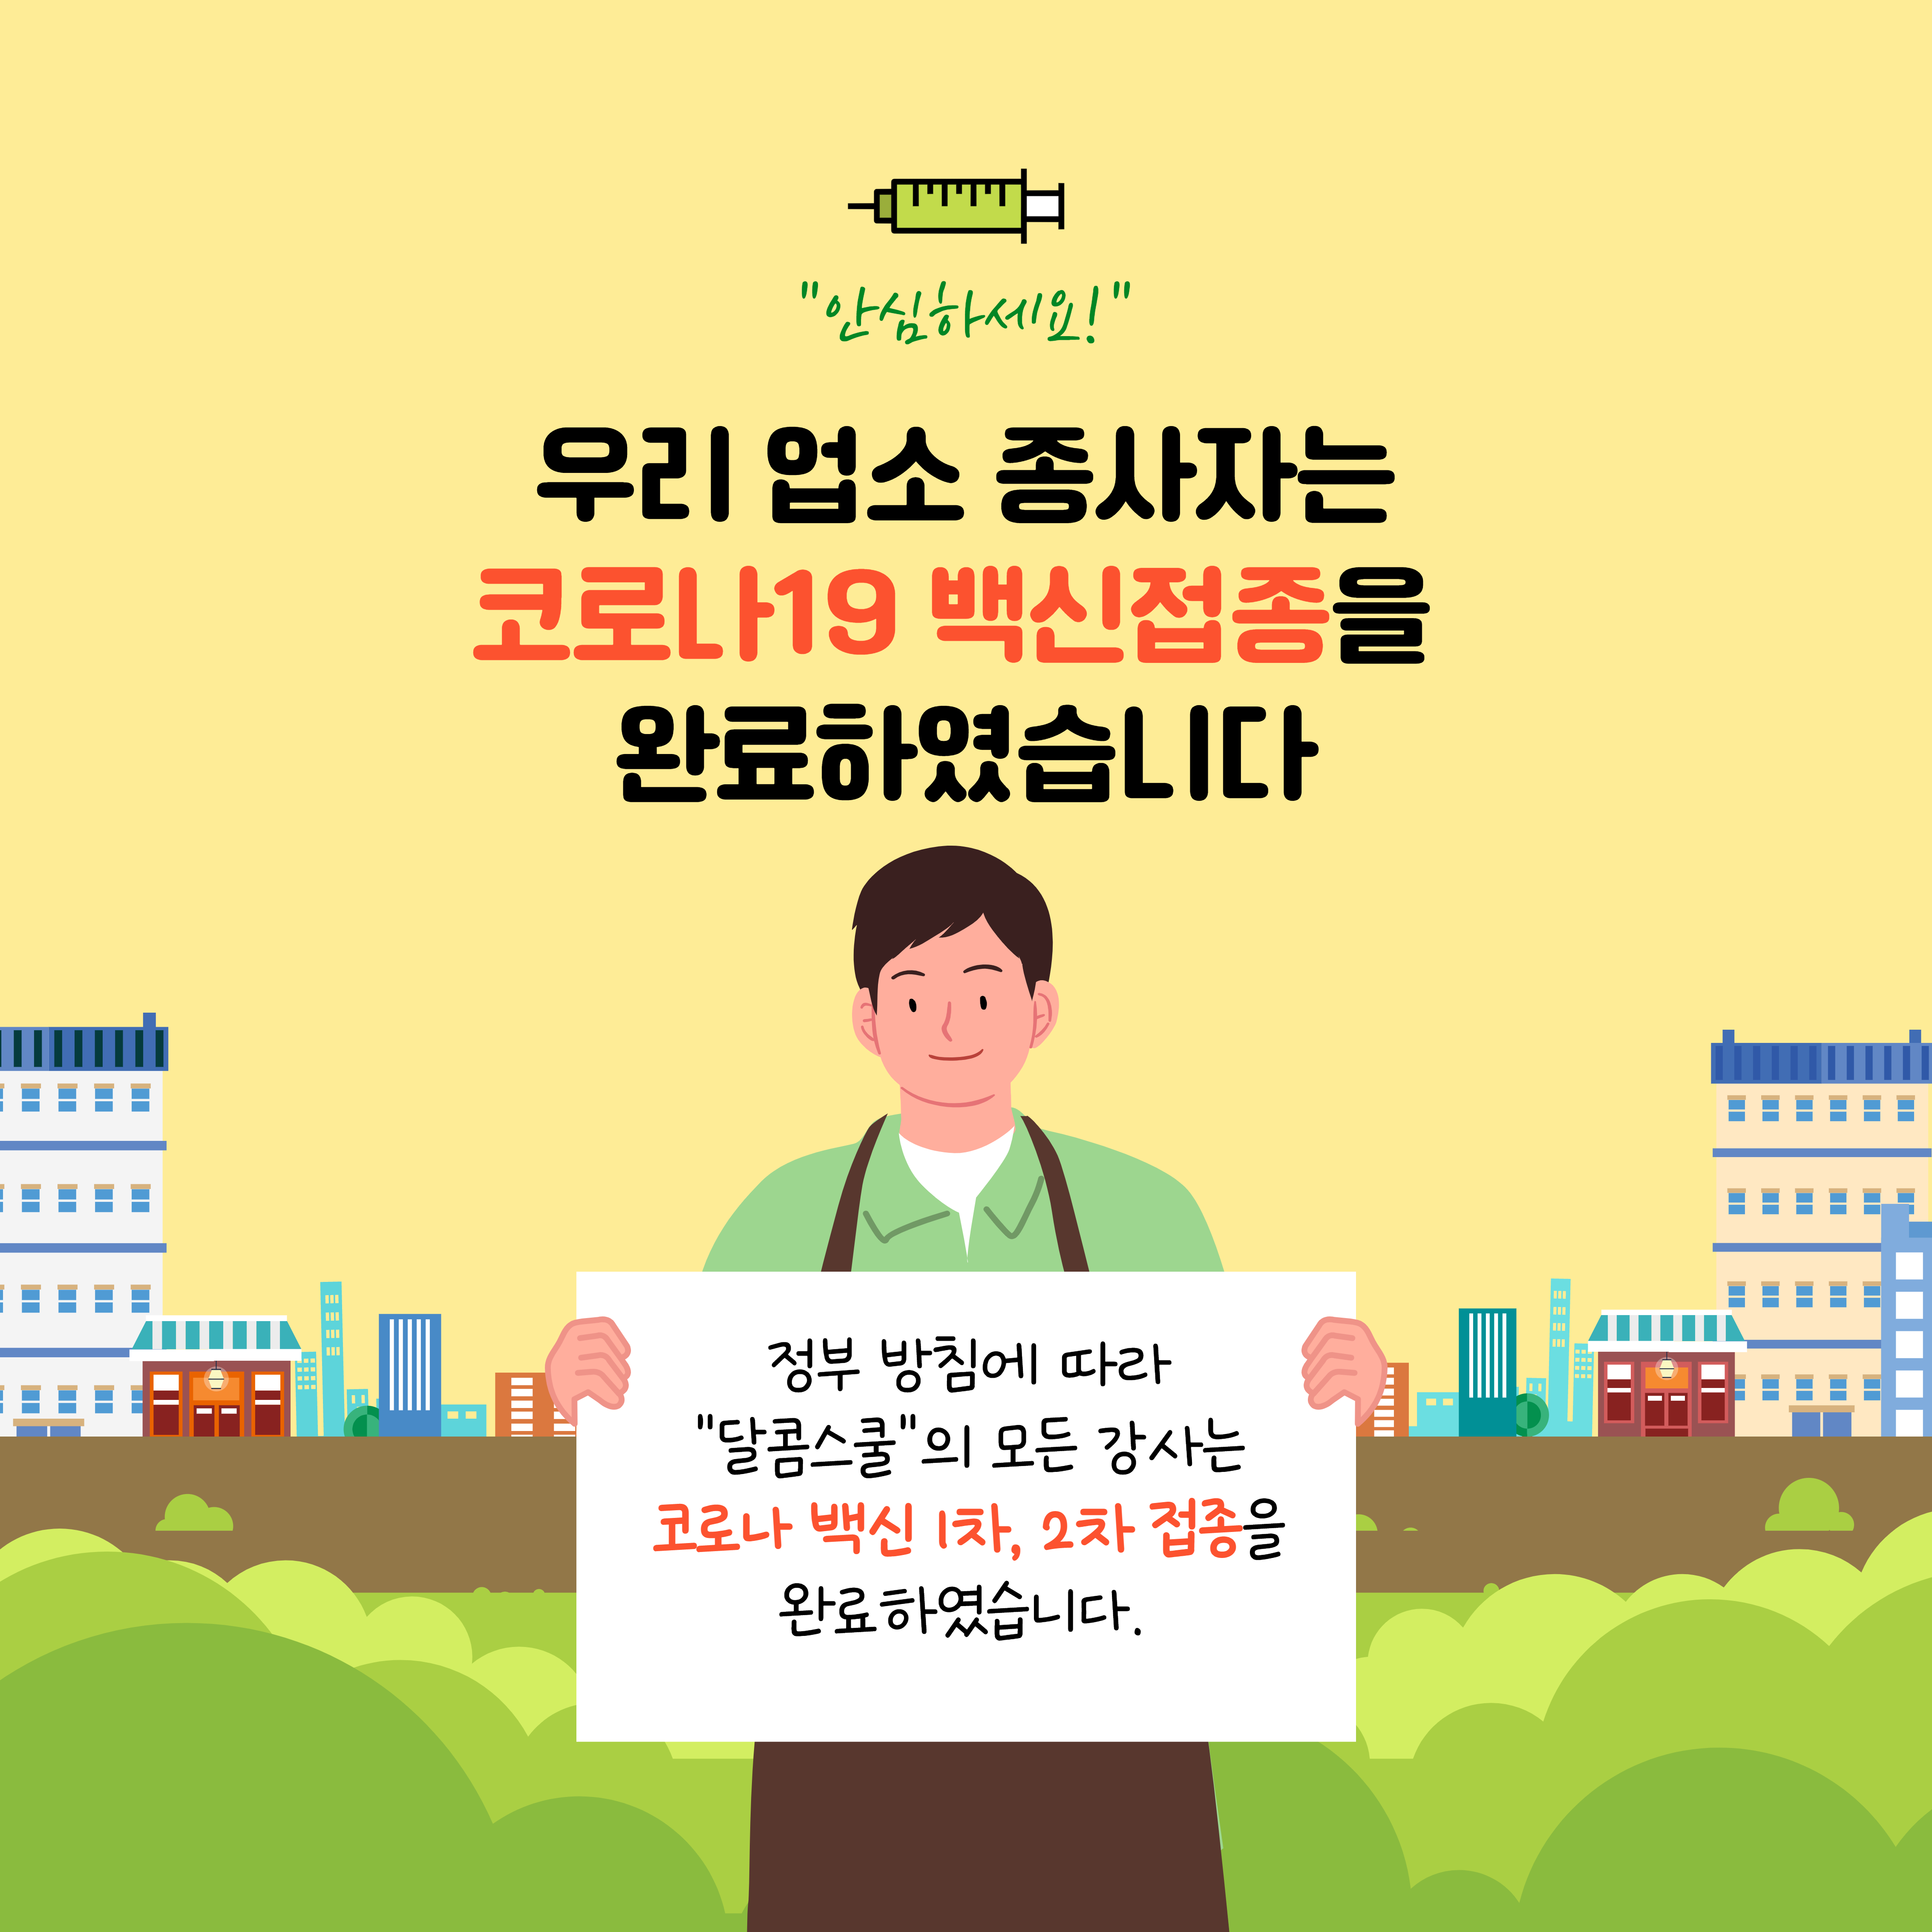 "안심하세요!"
우리 업소 종사자는
코로나19 백신접종을
완료하였습니다
정부 방침에 따라
"달콤스쿨"의 모든 강사는
코로나 백신 1차, 2차 접종을
완료하였습니다.